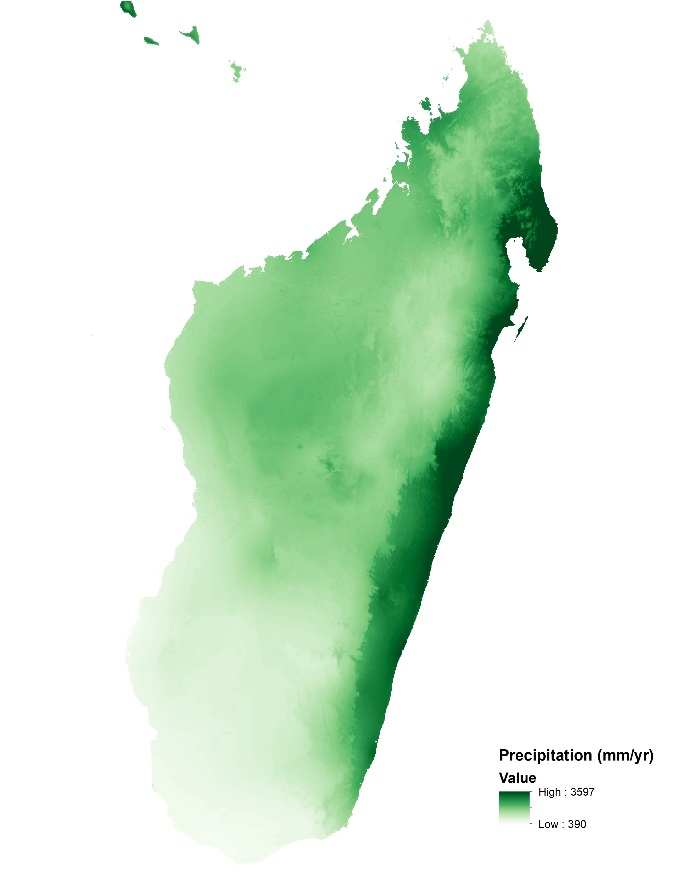 Precipitation (mm/yr)
Value
High : 3597
Low : 390